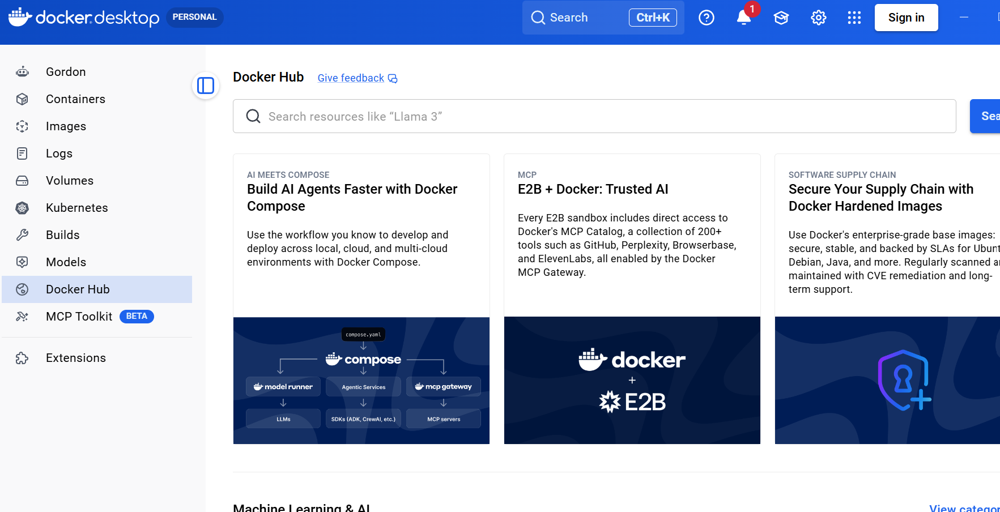 docker desktop PERSONAL
Search Ctrl+K
1
Sign in
Gordon
Containers
Images
Logs
Volumes
Kubernetes
Builds
Models
Docker Hub
MCP Toolkit BETA
Extensions
Docker Hub Give feedback
Search resources like “Llama 3”
AI MEETS COMPOSE
Build AI Agents Faster with Docker
Compose
Use the workflow you know to develop and
deploy across local, cloud, and multi-cloud
environments with Docker Compose.
compose.yaml
compose
model runner
Agentic Services
mcp gateway
LLMs
SDKs (ADK, CrewAI, etc.)
MCP servers
MCP
E2B + Docker: Trusted AI
Every E2B sandbox includes direct access to
Docker's MCP Catalog, a collection of 200+
tools such as GitHub, Perplexity, Browserbase,
and ElevenLabs, all enabled by the Docker
MCP Gateway.
docker
+
E2B
SOFTWARE SUPPLY CHAIN
Secure Your Supply Chain with
Docker Hardened Images
Use Docker's enterprise-grade base images:
secure, stable, and backed by SLAs for
Debian, Java, and more. Regularly scanned
maintained with CVE remediation and long-
term support.
Machine Learning & AI
View